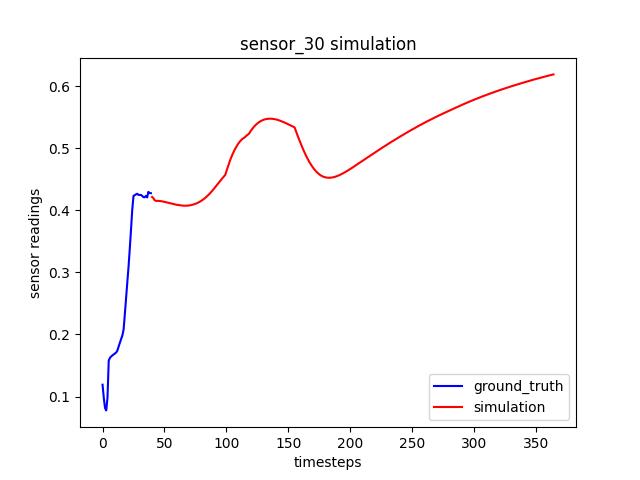 sensor_30 simulation
sensor readings
0.6
0.5
0.4
0.3
0.2
0.1
0 50 100 150 200 250 300 350
timesteps
ground_truth
simulation